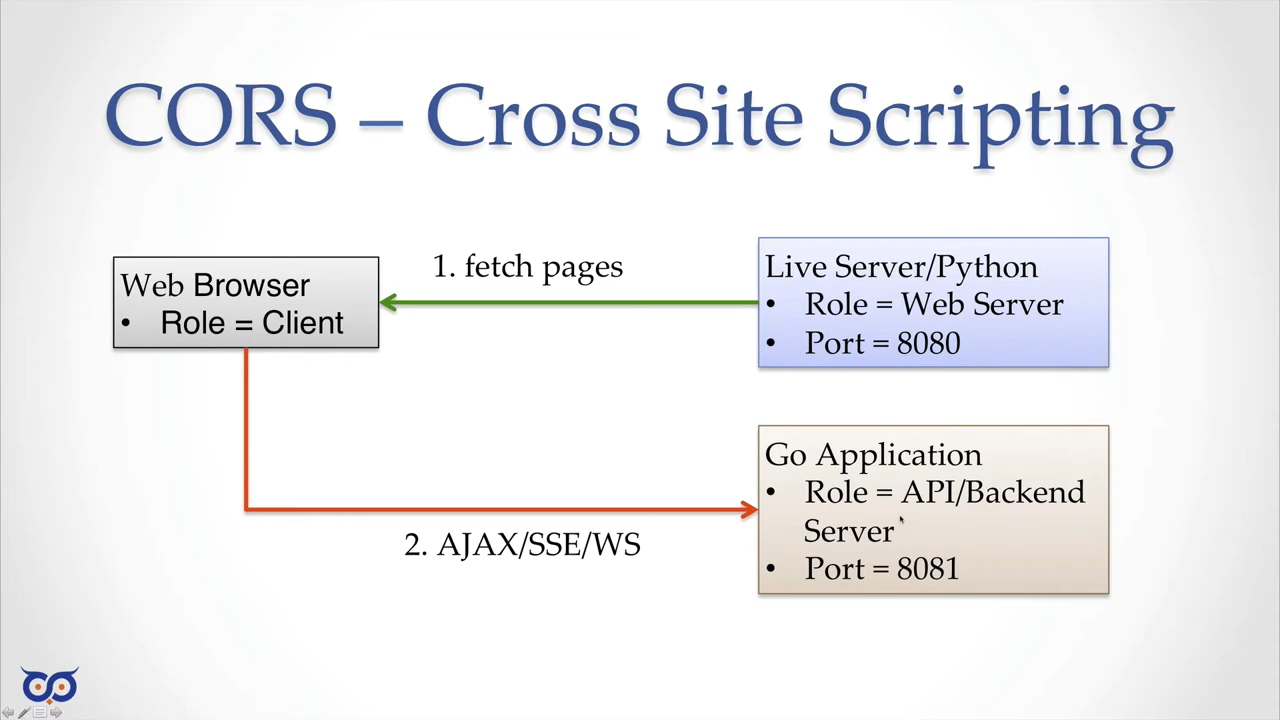 CORS – Cross Site Scripting
1. fetch pages
Web Browser
• Role = Client
Live Server/Python
• Role = Web Server
• Port = 8080
Go Application
• Role = API/Backend
Server
• Port = 8081
2. AJAX/SSE/WS